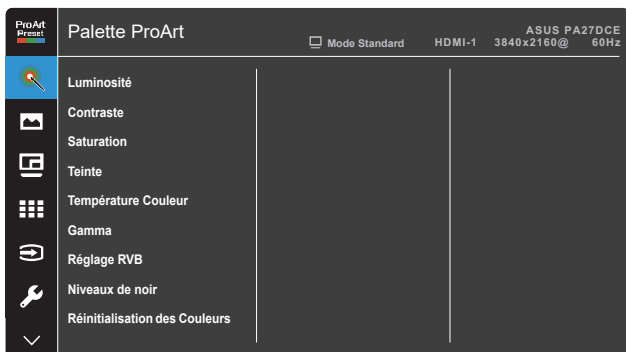 ProArt
Preset
Palette ProArt
Mode Standard HDMI-1 ASUS PA27DCE
3840x2160@ 60Hz
Luminosité
Contraste
Saturation
Teinte
Température Couleur
Gamma
Réglage RVB
Niveaux de noir
Réinitialisation des Couleurs